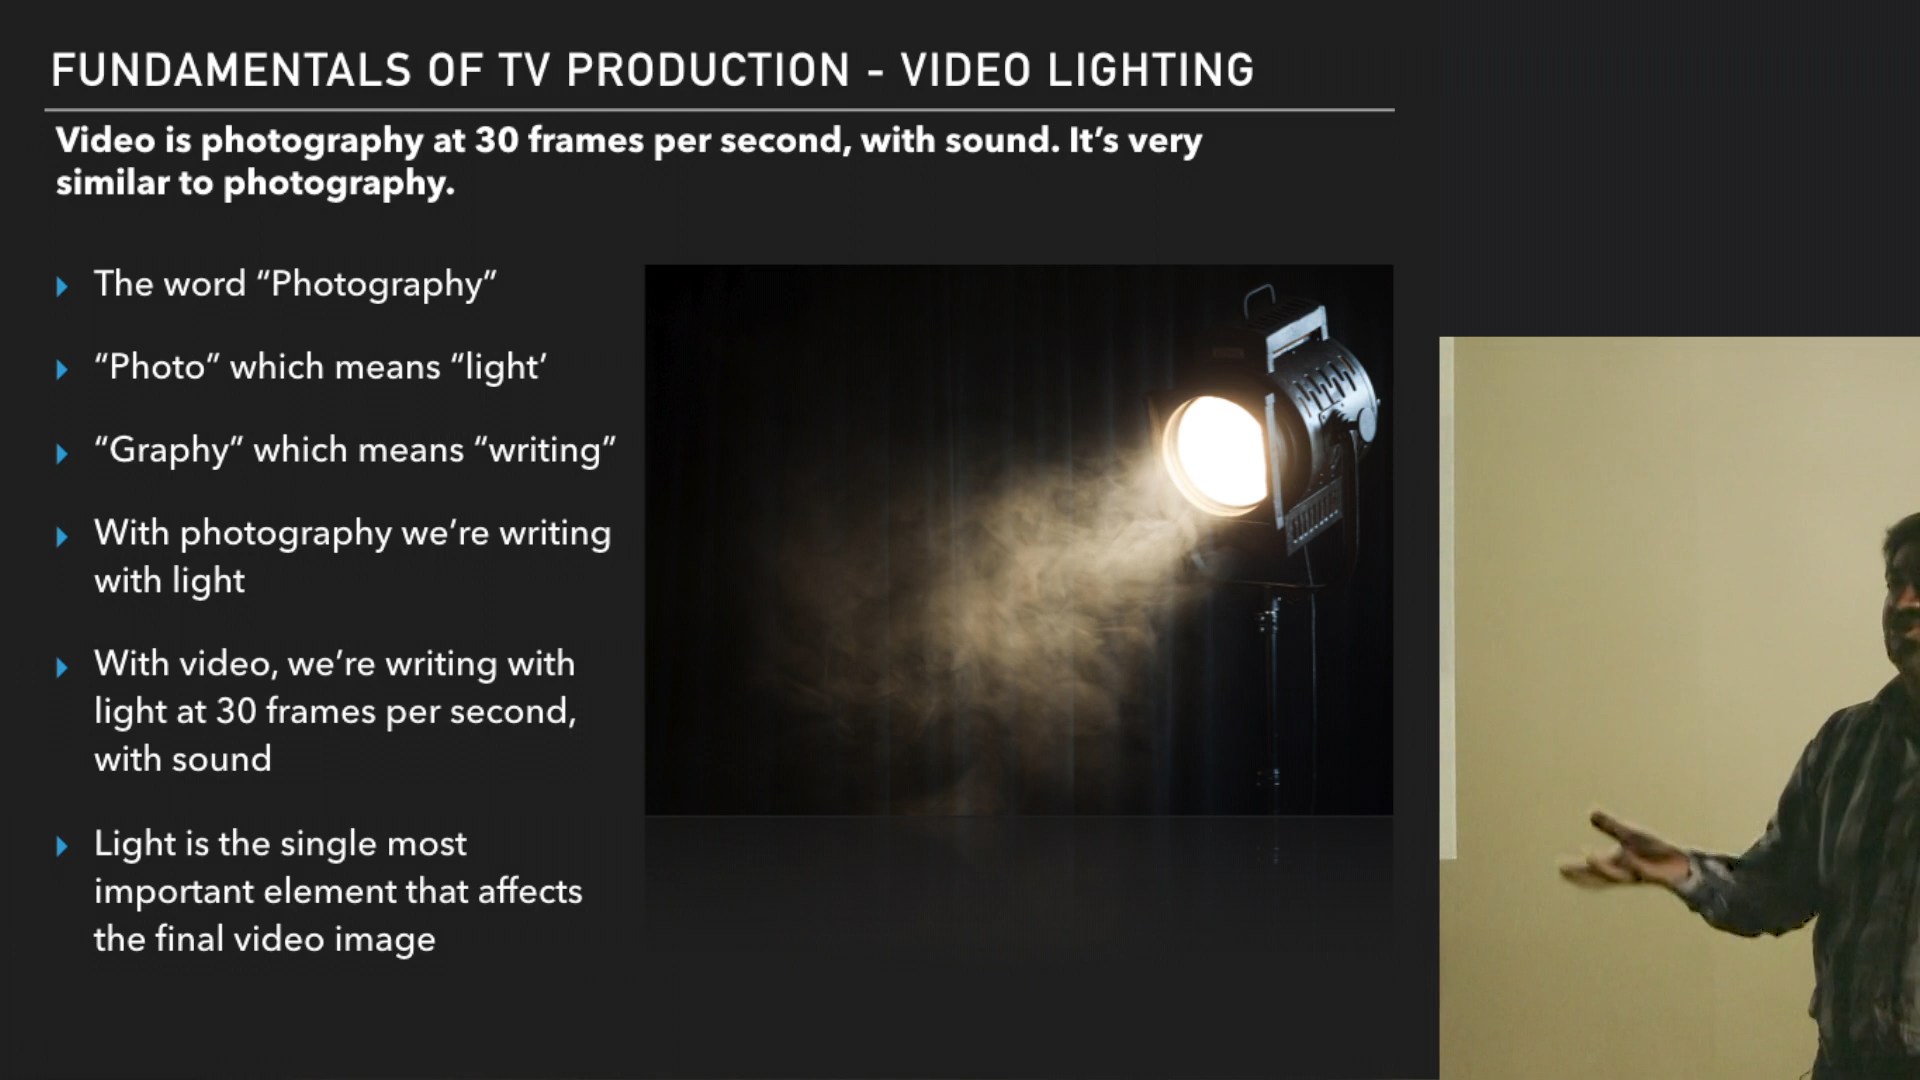 FUNDAMENTALS OF TV PRODUCTION - VIDEO LIGHTING
Video is photography at 30 frames per second, with sound. It’s very
similar to photography.
The word “Photography”
“Photo” which means “light’
“Graphy” which means “writing”
With photography we’re writing
with light
With video, we’re writing with
light at 30 frames per second,
with sound
Light is the single most
important element that affects
the final video image